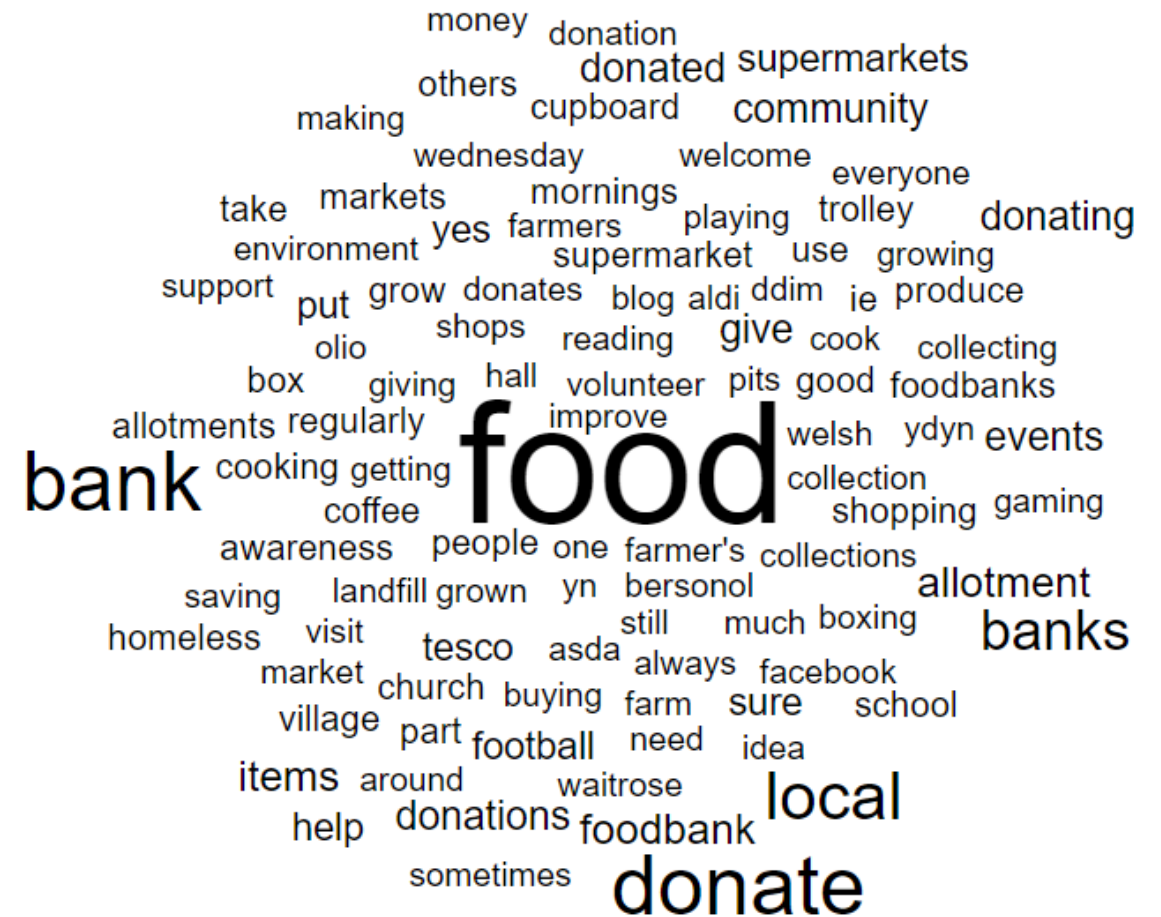 money donation
donated supermarkets
others
cupboard community
making
wednesday welcome
everyone
take markets mornings playing trolley donating
environment yes farmers supermarket use growing
support put grow donates blog aldi ddim ie produce
shops reading give cook collecting
olio
box giving hall volunteer pits good foodbanks
allotments regularly improve welsh ydyn events
bank cooking getting food collection
coffee shopping gaming
awareness people one farmer's collections
saving landfill grown yn bersonol allotment
homeless visit tesco asda still much boxing banks
market always facebook
church buying farm sure school
village part football need idea
items around waitrose local
help donations foodbank
sometimes donate